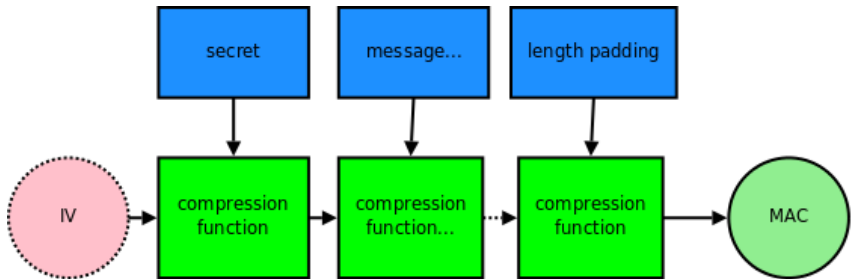 secret
message...
length padding
IV
compression
function
compression
function...
compression
function
MAC